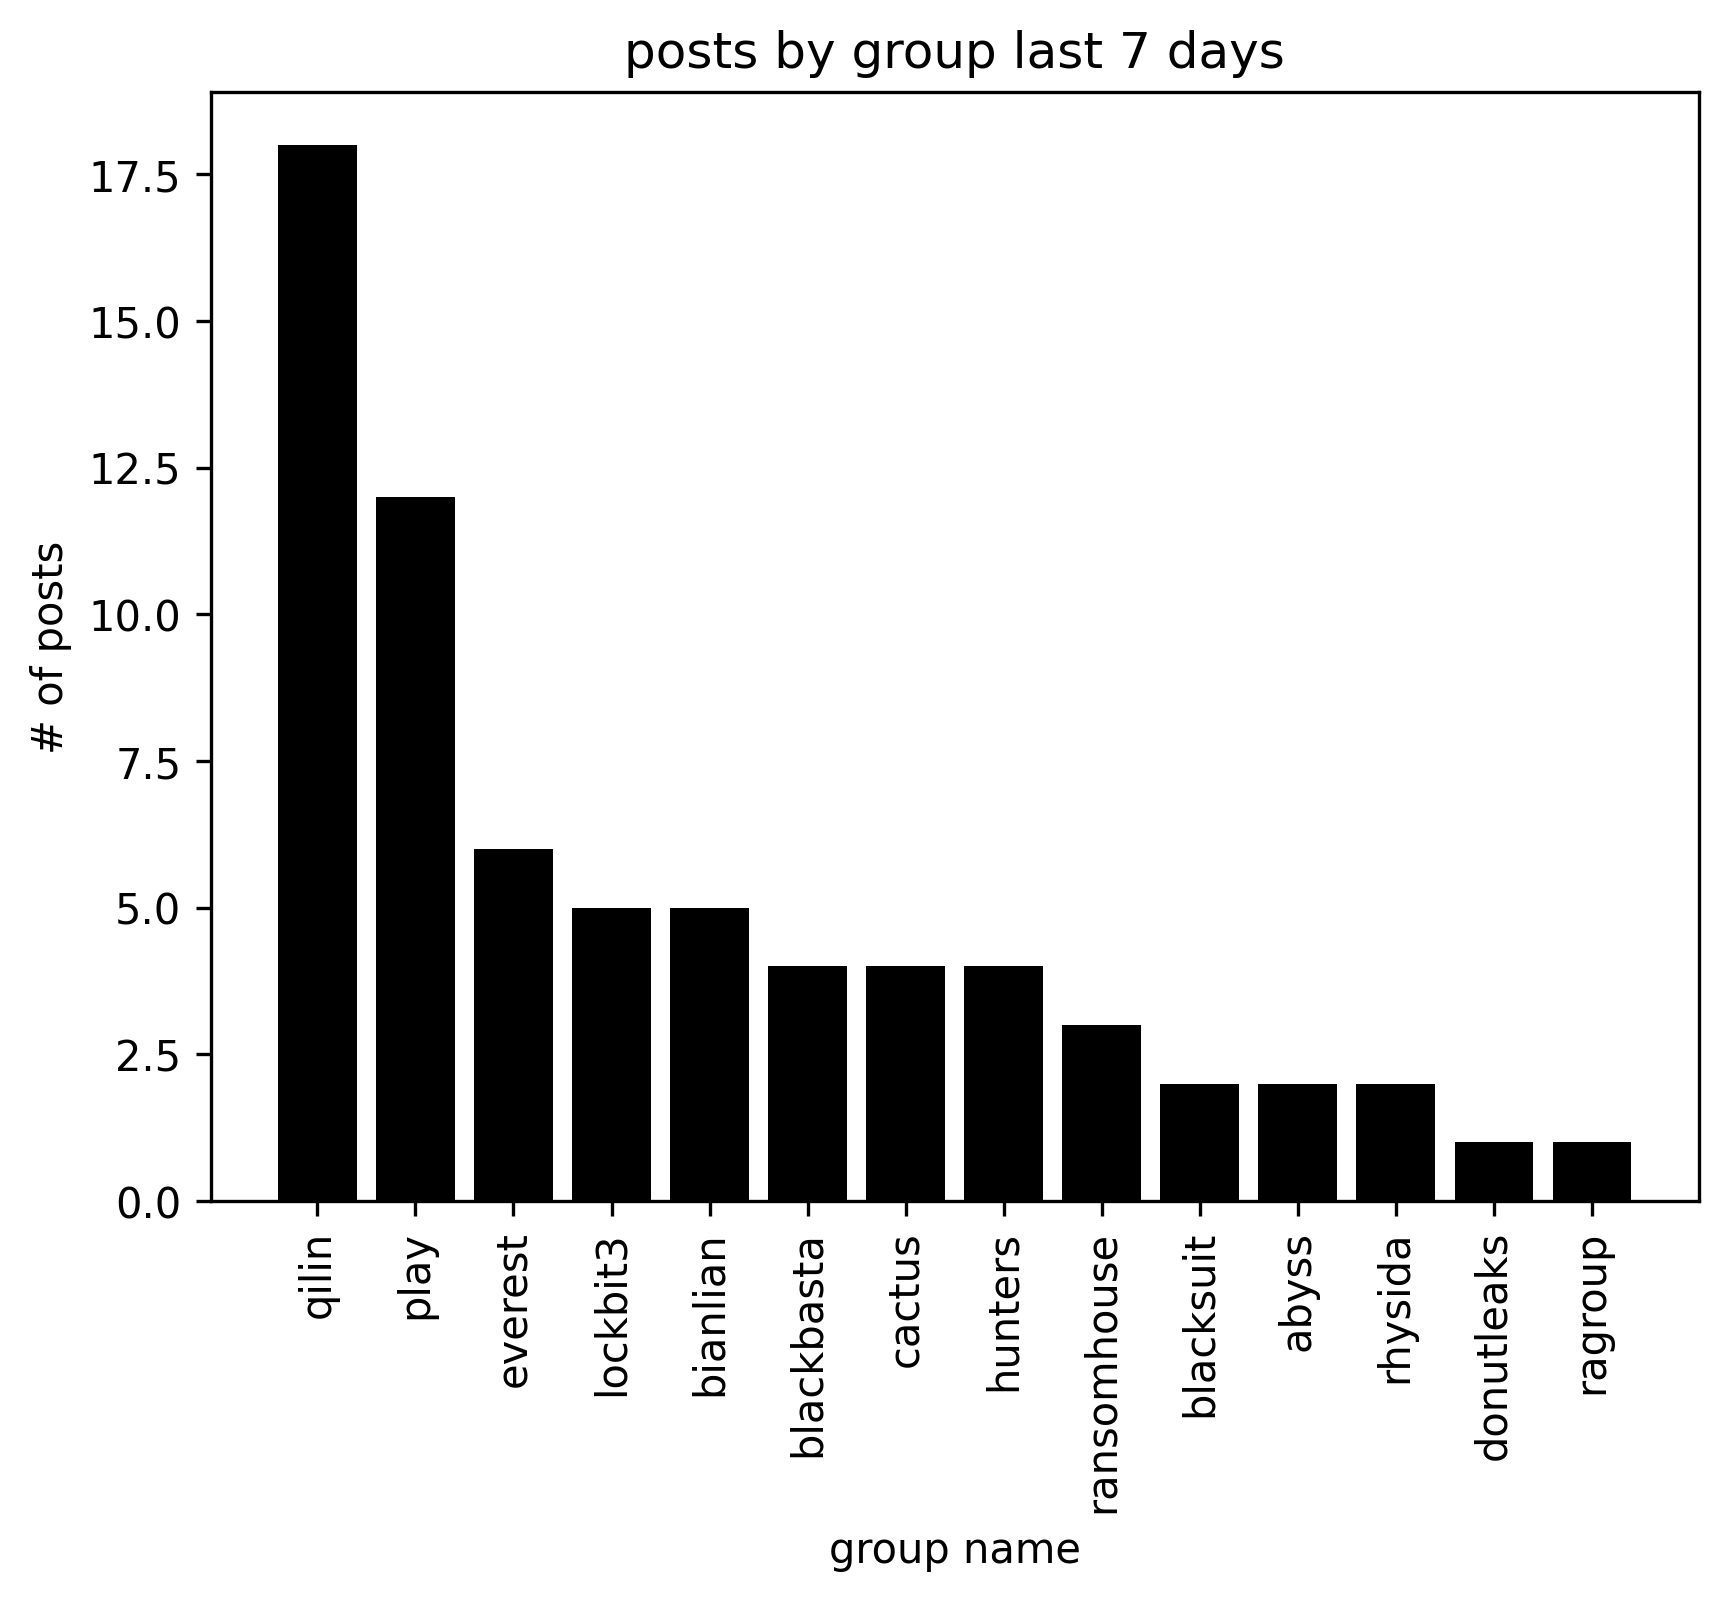 posts by group last 7 days
# of posts
17.5
15.0
12.5
10.0
7.5
5.0
2.5
0.0
qilin
play
everest
lockbit3
bianlian
blackbasta
cactus
hunters
ransomhouse
blacksuit
abyss
rhysida
donutleaks
ragroup
group name